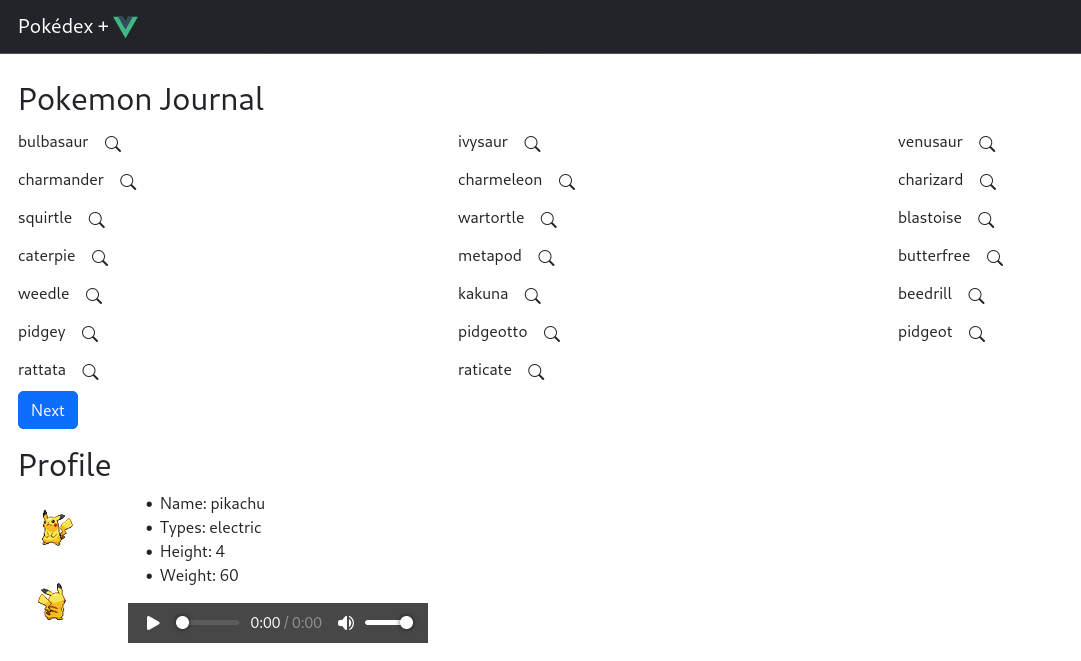 Pokédex +
Pokemon Journal
bulbasaur ivysaur venusaur
charmander charmeleon charizard
squirtle wartortle blastoise
caterpie metapod butterfree
weedle kakuna beedrill
pidgey pidgeotto pidgeot
rattata raticate
Next
Profile
• Name: pikachu
• Types: electric
• Height: 4
• Weight: 60
0:00 / 0:00